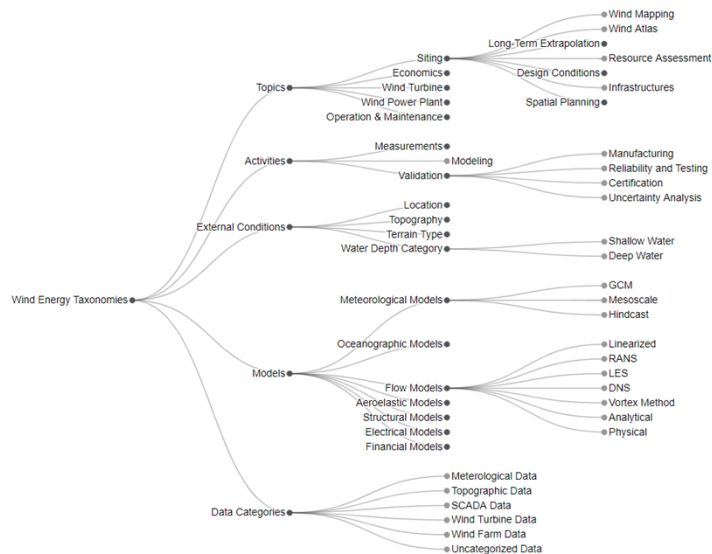 Wind Energy Taxonomies
Topics
Siting
Wind Mapping
Wind Atlas
Long-Term Extrapolation
Resource Assessment
Design Conditions
Infrastructures
Spatial Planning
Economics
Wind Turbine
Wind Power Plant
Operation & Maintenance
Activities
Measurements
Modeling
Validation
Manufacturing
Reliability and Testing
Certification
Uncertainty Analysis
External Conditions
Location
Topography
Terrain Type
Water Depth Category
Shallow Water
Deep Water
Models
Meteorological Models
GCM
Mesoscale
Hindcast
Oceanographic Models
Flow Models
Linearized
RANS
LES
DNS
Vortex Method
Analytical
Physical
Aeroelastic Models
Structural Models
Electrical Models
Financial Models
Data Categories
Meterological Data
Topographic Data
SCADA Data
Wind Turbine Data
Wind Farm Data
Uncategorized Data